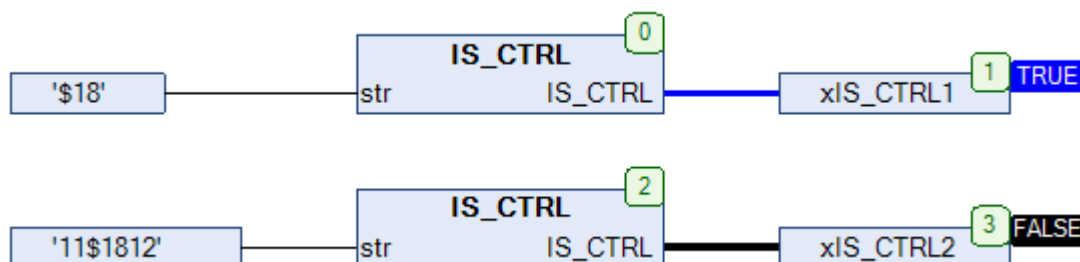 0
IS_CTRL
'$18' str IS_CTRL xIS_CTRL1 1 TRUE
2
IS_CTRL
'11$1812' str IS_CTRL xIS_CTRL2 3 FALSE